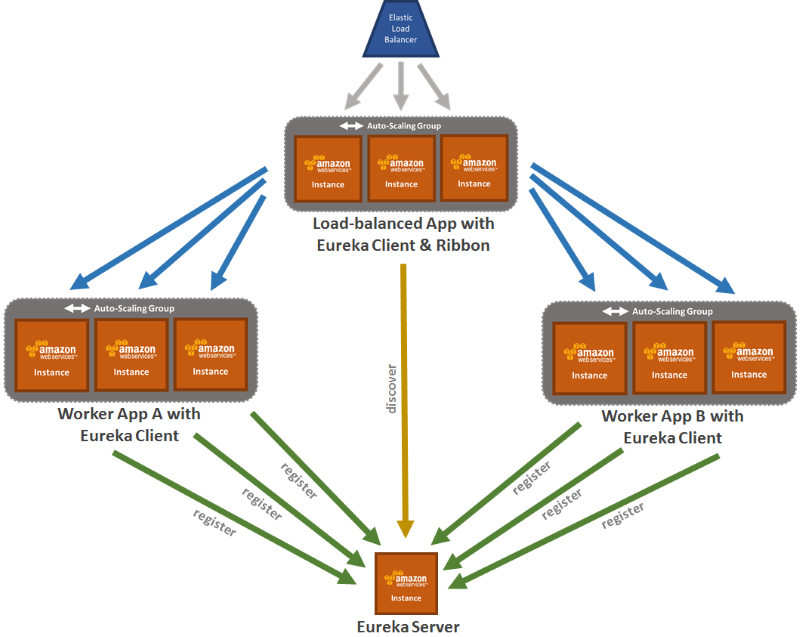 Elastic
Load
Balancer
Auto-Scaling Group
amazon
webservices™
Instance
amazon
webservices™
Instance
amazon
webservices™
Instance
Load-balanced App with
Eureka Client & Ribbon
Auto-Scaling Group
amazon
webservices™
Instance
amazon
webservices™
Instance
amazon
webservices™
Instance
Worker App A with
Eureka Client
Auto-Scaling Group
amazon
webservices™
Instance
amazon
webservices™
Instance
amazon
webservices™
Instance
Worker App B with
Eureka Client
discover
register
register
register
register
register
register
amazon
webservices™
Instance
Eureka Server